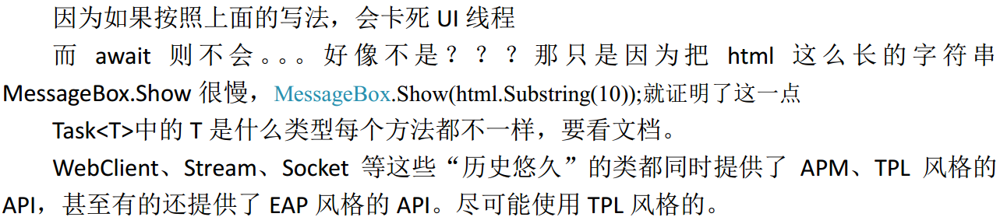 因为如果按照上面的写法，会卡死 UI 线程
而 await 则不会。。。好像不是？？？那只是因为把 html 这么长的字符串
MessageBox.Show 很慢，MessageBox.Show(html.Substring(10));就证明了这一点
Task<T>中的 T 是什么类型每个方法都不一样，要看文档。
WebClient、Stream、Socket 等这些“历史悠久”的类都同时提供了 APM、TPL 风格的
API，甚至有的还提供了 EAP 风格的 API。尽可能使用 TPL 风格的。